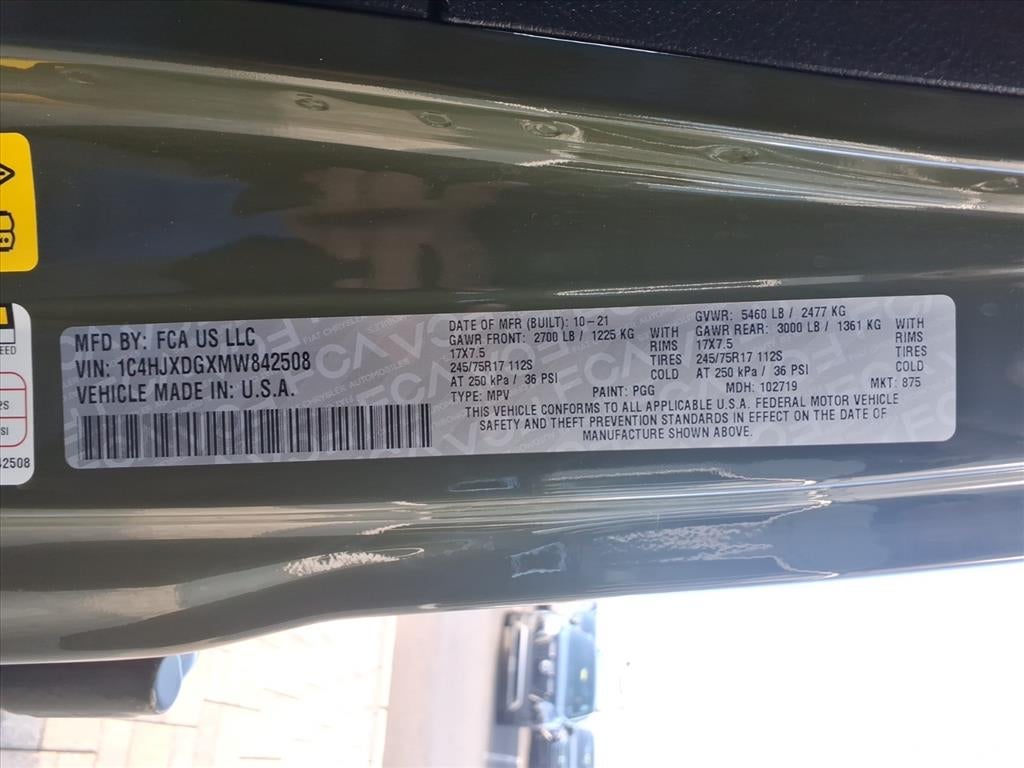 MFD BY: FCA US LLC
VIN: 1C4HJXDGXMW842508
VEHICLE MADE IN: U.S.A.
DATE OF MFR (BUILT): 10-21
GAWR FRONT: 2700 LB / 1225 KG WITH
17X7.5 RIMS
245/75R17 112S TIRES
AT 250 kPa / 36 PSI COLD
TYPE: MPV
GVWR: 5460 LB / 2477 KG
GAWR REAR: 3000 LB / 1361 KG WITH
17X7.5 RIMS
245/75R17 112S TIRES
AT 250 kPa / 36 PSI COLD
PAINT: PGG MDH: 102719 MKT: 875
THIS VEHICLE CONFORMS TO ALL APPLICABLE U.S.A. FEDERAL MOTOR VEHICLE
SAFETY AND THEFT PREVENTION STANDARDS IN EFFECT ON THE DATE OF
MANUFACTURE SHOWN ABOVE.
EED
2S
SI
42508